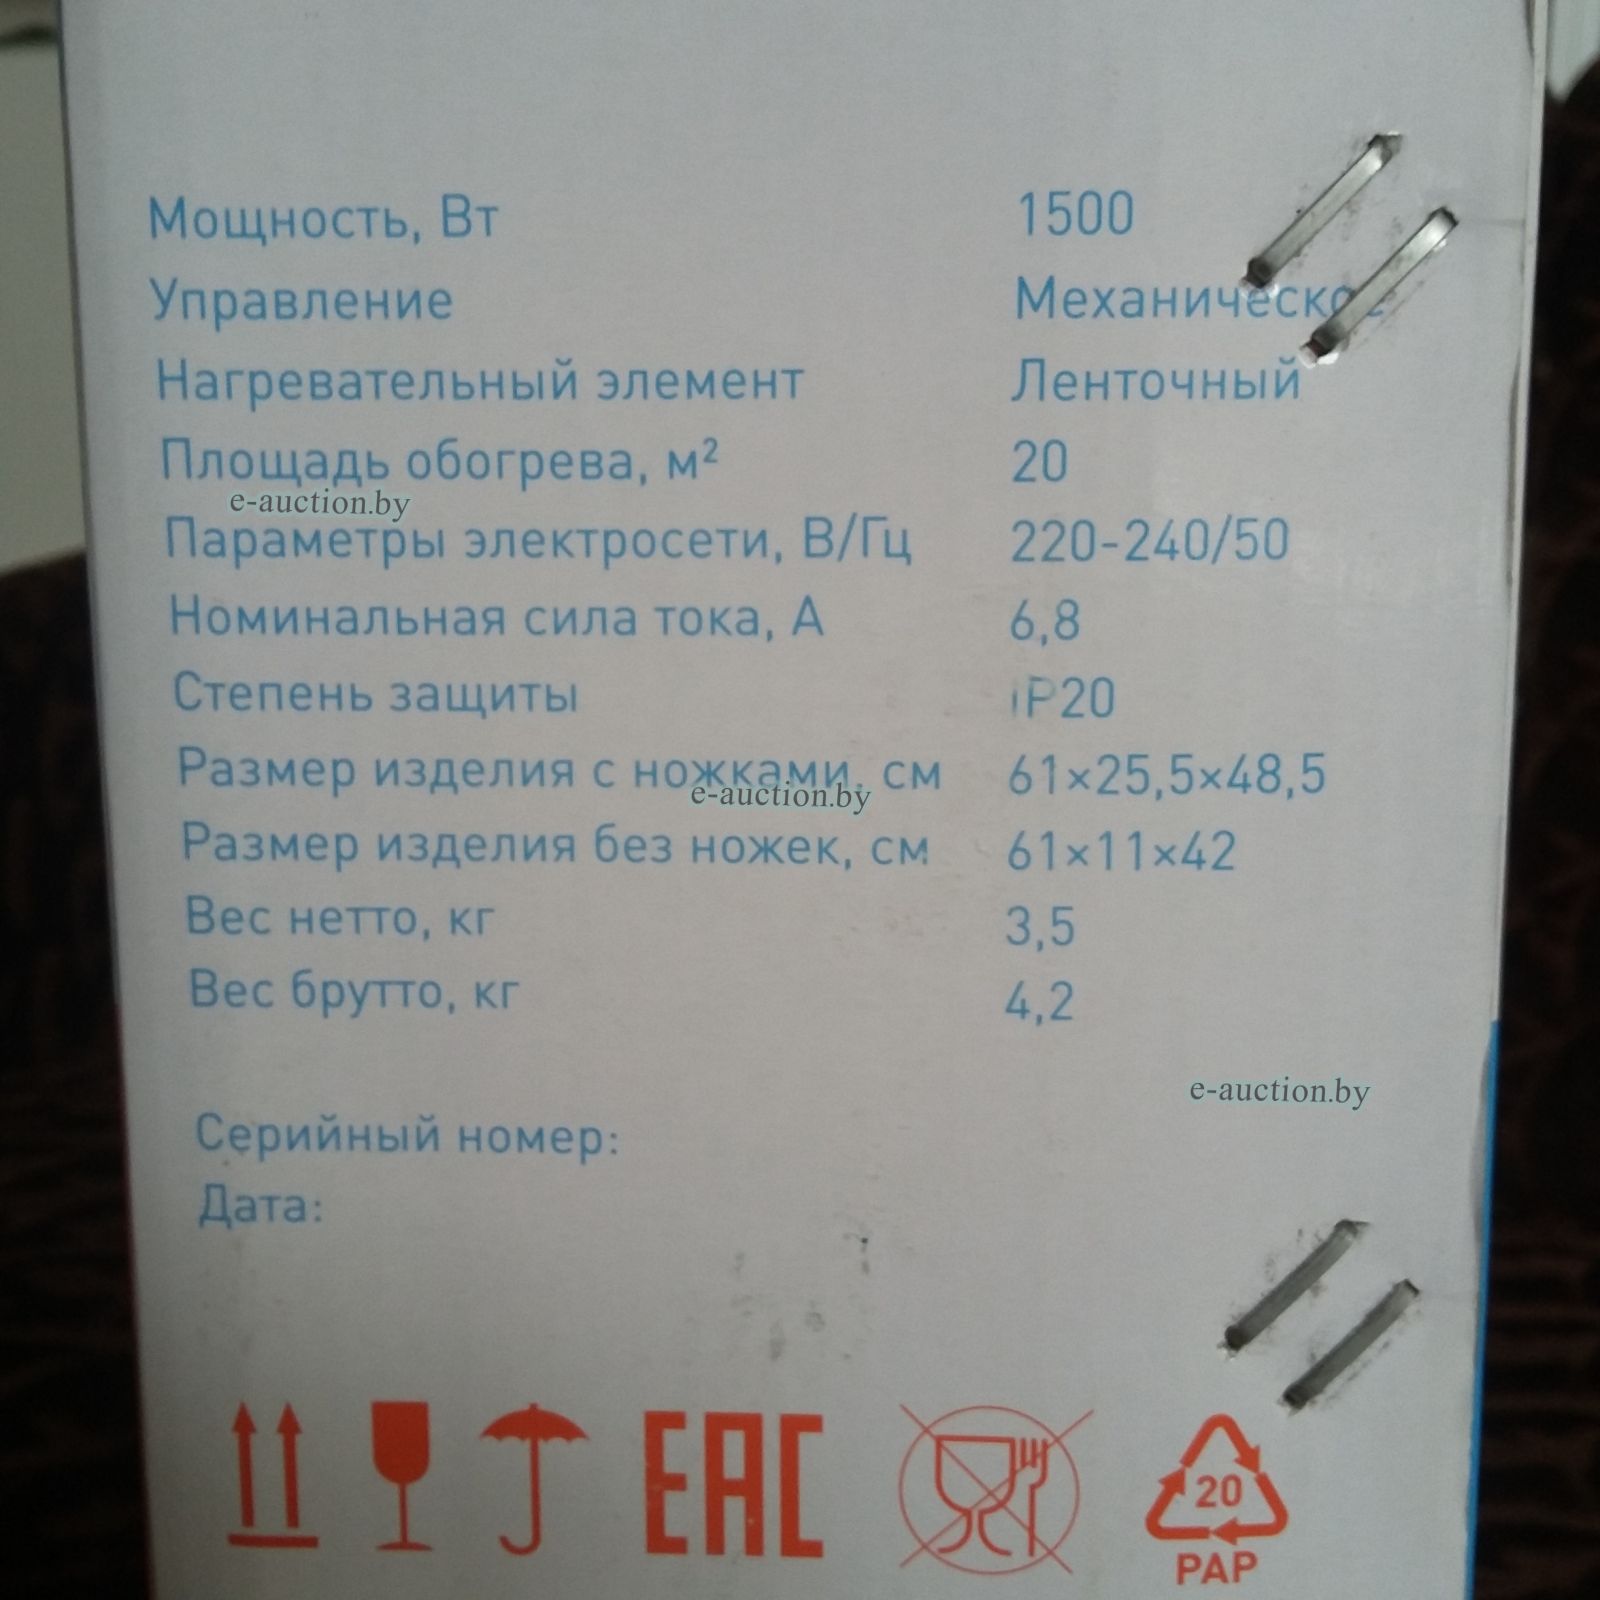 Мощность, Вт 1500
Управление Механическое
Нагревательный элемент Ленточный
Площадь обогрева, м² 20
e-auction.by
Параметры электросети, В/Гц 220-240/50
Номинальная сила тока, А 6,8
Степень защиты IP20
Размер изделия с ножками, см 61×25,5×48,5
e-auction.by
Размер изделия без ножек, см 61×11×42
Вес нетто, кг 3,5
Вес брутто, кг 4,2
e-auction.by
Серийный номер:
Дата:
EAC
20
PAP